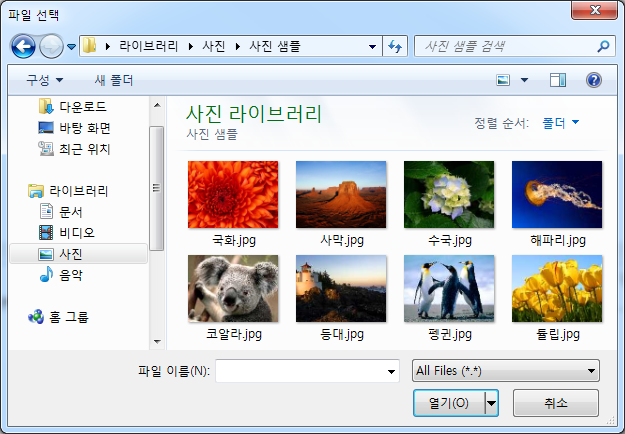 파일 선택
라이브러리 ▸ 사진 ▸ 사진 샘플
사진 샘플 검색
구성
새 폴더
다운로드
바탕 화면
최근 위치
라이브러리
문서
비디오
사진
음악
홈 그룹
사진 라이브러리
사진 샘플
정렬 순서: 폴더
국화.jpg 사막.jpg 수국.jpg 해파리.jpg
코알라.jpg 등대.jpg 펭귄.jpg 튤립.jpg
파일 이름(N):
All Files (*.*)
열기(O) 취소